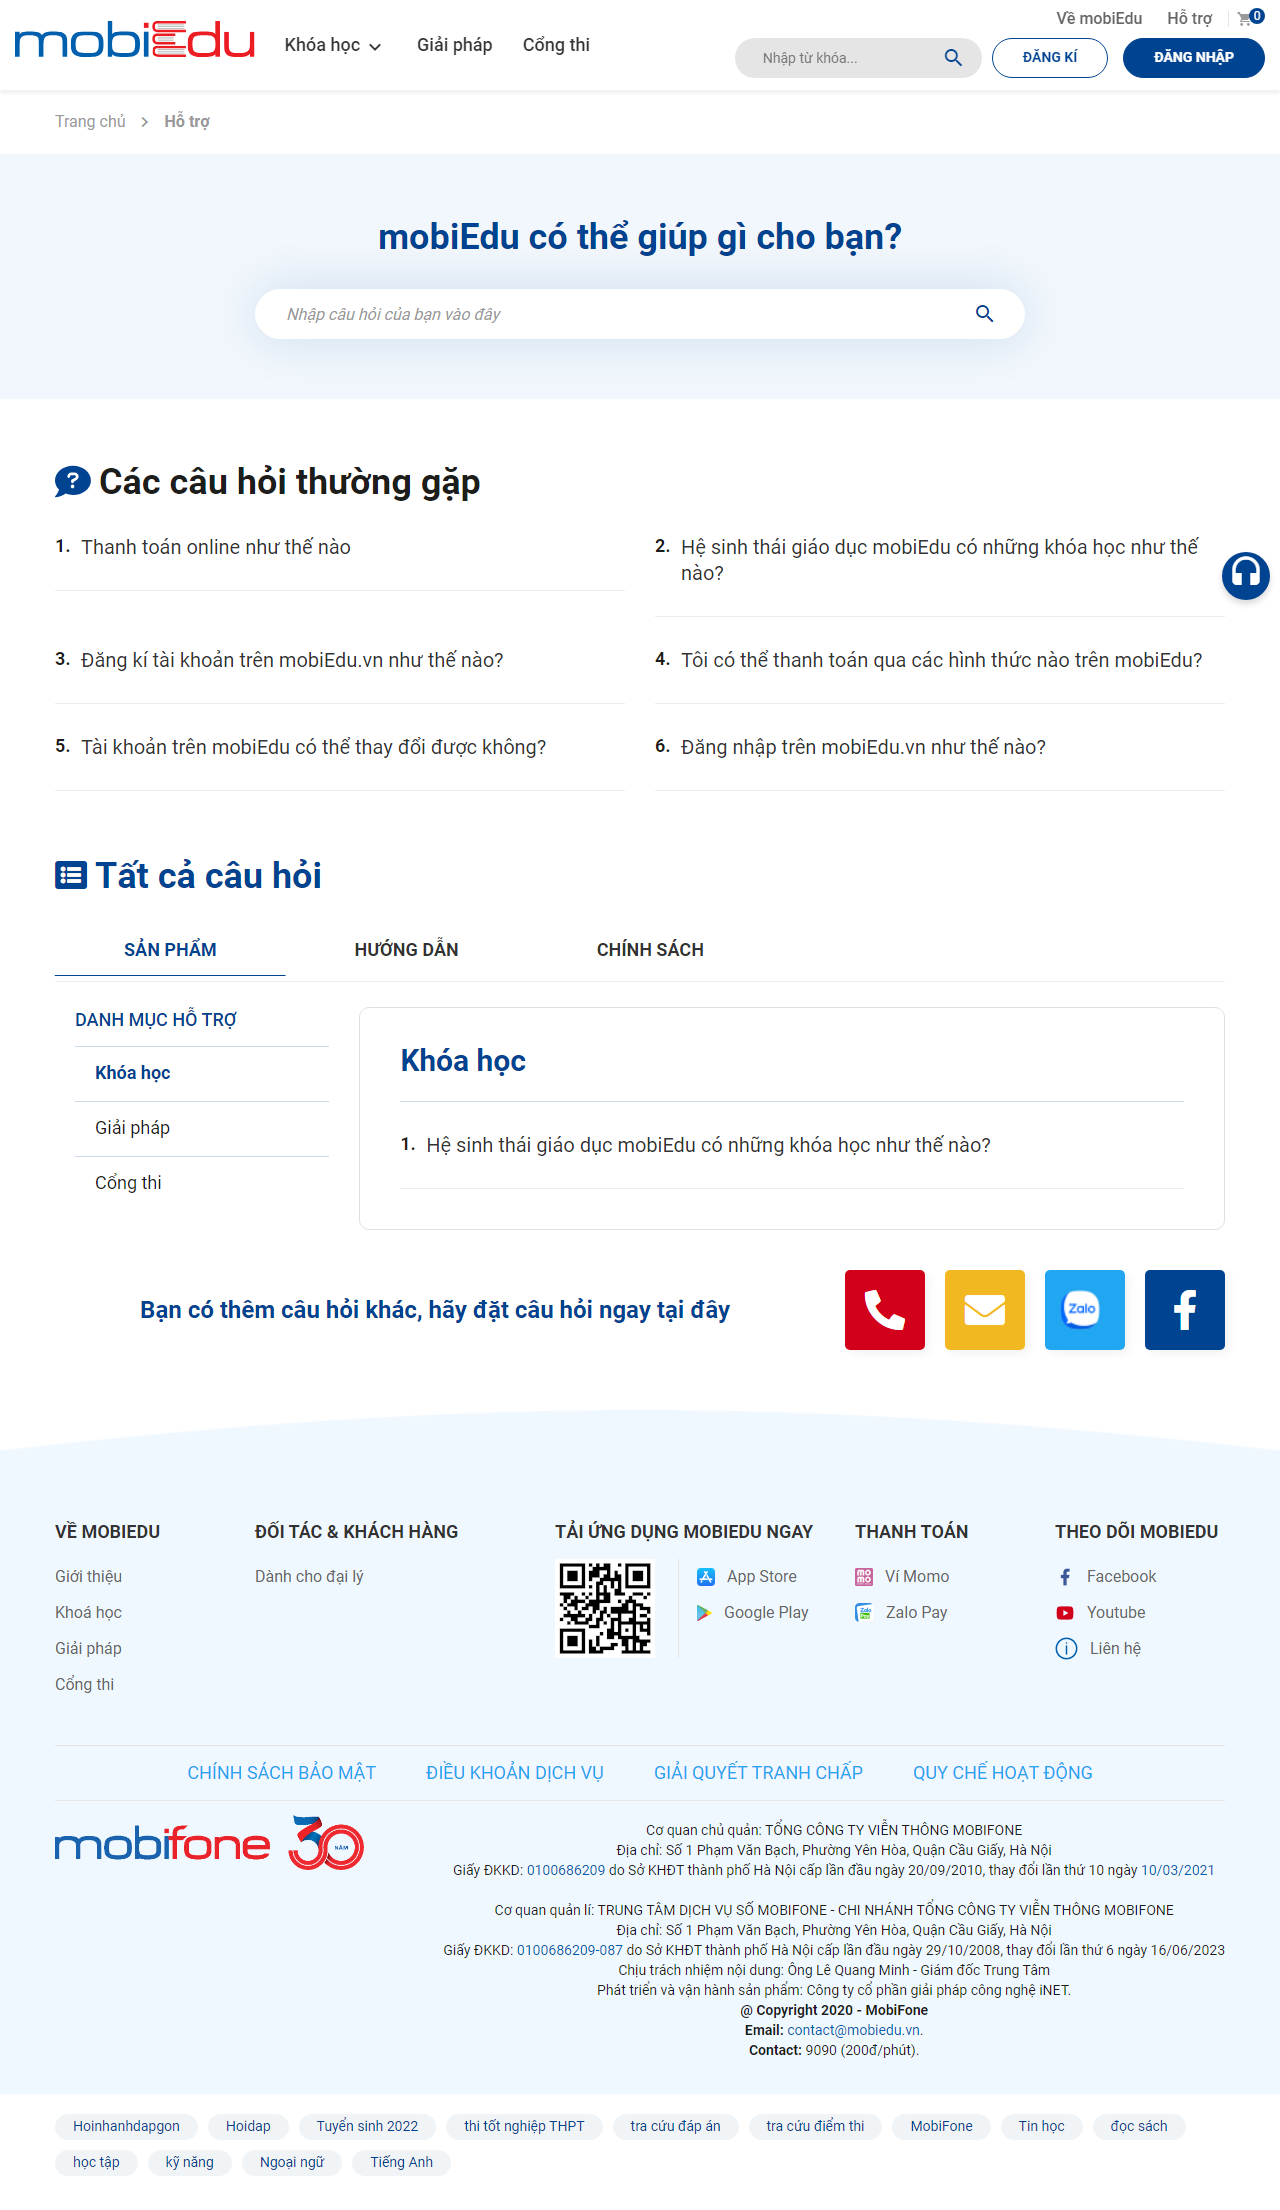 Về mobiEdu Hỗ trợ 0
mobiEdu Khóa học Giải pháp Cổng thi Nhập từ khóa... ĐĂNG KÍ ĐĂNG NHẬP
Trang chủ Hỗ trợ
mobiEdu có thể giúp gì cho bạn?
Nhập câu hỏi của bạn vào đây
Các câu hỏi thường gặp
1. Thanh toán online như thế nào
2. Hệ sinh thái giáo dục mobiEdu có những khóa học như thế
nào?
3. Đăng kí tài khoản trên mobiEdu.vn như thế nào?
4. Tôi có thể thanh toán qua các hình thức nào trên mobiEdu?
5. Tài khoản trên mobiEdu có thể thay đổi được không?
6. Đăng nhập trên mobiEdu.vn như thế nào?
Tất cả câu hỏi
SẢN PHẨM HƯỚNG DẪN CHÍNH SÁCH
DANH MỤC HỖ TRỢ
Khóa học
Giải pháp
Cổng thi
Khóa học
1. Hệ sinh thái giáo dục mobiEdu có những khóa học như thế nào?
Bạn có thêm câu hỏi khác, hãy đặt câu hỏi ngay tại đây
Zalo
VỀ MOBIEDU
Giới thiệu
Khoá học
Giải pháp
Cổng thi
ĐỐI TÁC & KHÁCH HÀNG
Dành cho đại lý
TẢI ỨNG DỤNG MOBIEDU NGAY
App Store
Google Play
THANH TOÁN
Ví Momo
Zalo Pay
THEO DÕI MOBIEDU
Facebook
Youtube
Liên hệ
CHÍNH SÁCH BẢO MẬT ĐIỀU KHOẢN DỊCH VỤ GIẢI QUYẾT TRANH CHẤP QUY CHẾ HOẠT ĐỘNG
mobifone 30 NĂM
Cơ quan chủ quản: TỔNG CÔNG TY VIỄN THÔNG MOBIFONE
Địa chỉ: Số 1 Phạm Văn Bạch, Phường Yên Hòa, Quận Cầu Giấy, Hà Nội
Giấy ĐKKD: 0100686209 do Sở KHĐT thành phố Hà Nội cấp lần đầu ngày 20/09/2010, thay đổi lần thứ 10 ngày 10/03/2021
Cơ quan quản lí: TRUNG TÂM DỊCH VỤ SỐ MOBIFONE - CHI NHÁNH TỔNG CÔNG TY VIỄN THÔNG MOBIFONE
Địa chỉ: Số 1 Phạm Văn Bạch, Phường Yên Hòa, Quận Cầu Giấy, Hà Nội
Giấy ĐKKD: 0100686209-087 do Sở KHĐT thành phố Hà Nội cấp lần đầu ngày 29/10/2008, thay đổi lần thứ 6 ngày 16/06/2023
Chịu trách nhiệm nội dung: Ông Lê Quang Minh - Giám đốc Trung Tâm
Phát triển và vận hành sản phẩm: Công ty cổ phần giải pháp công nghệ iNET.
@ Copyright 2020 - MobiFone
Email: contact@mobiedu.vn.
Contact: 9090 (200đ/phút).
Hoinhanhdapgon Hoidap Tuyển sinh 2022 thi tốt nghiệp THPT tra cứu đáp án tra cứu điểm thi MobiFone Tin học đọc sách
học tập kỹ năng Ngoại ngữ Tiếng Anh